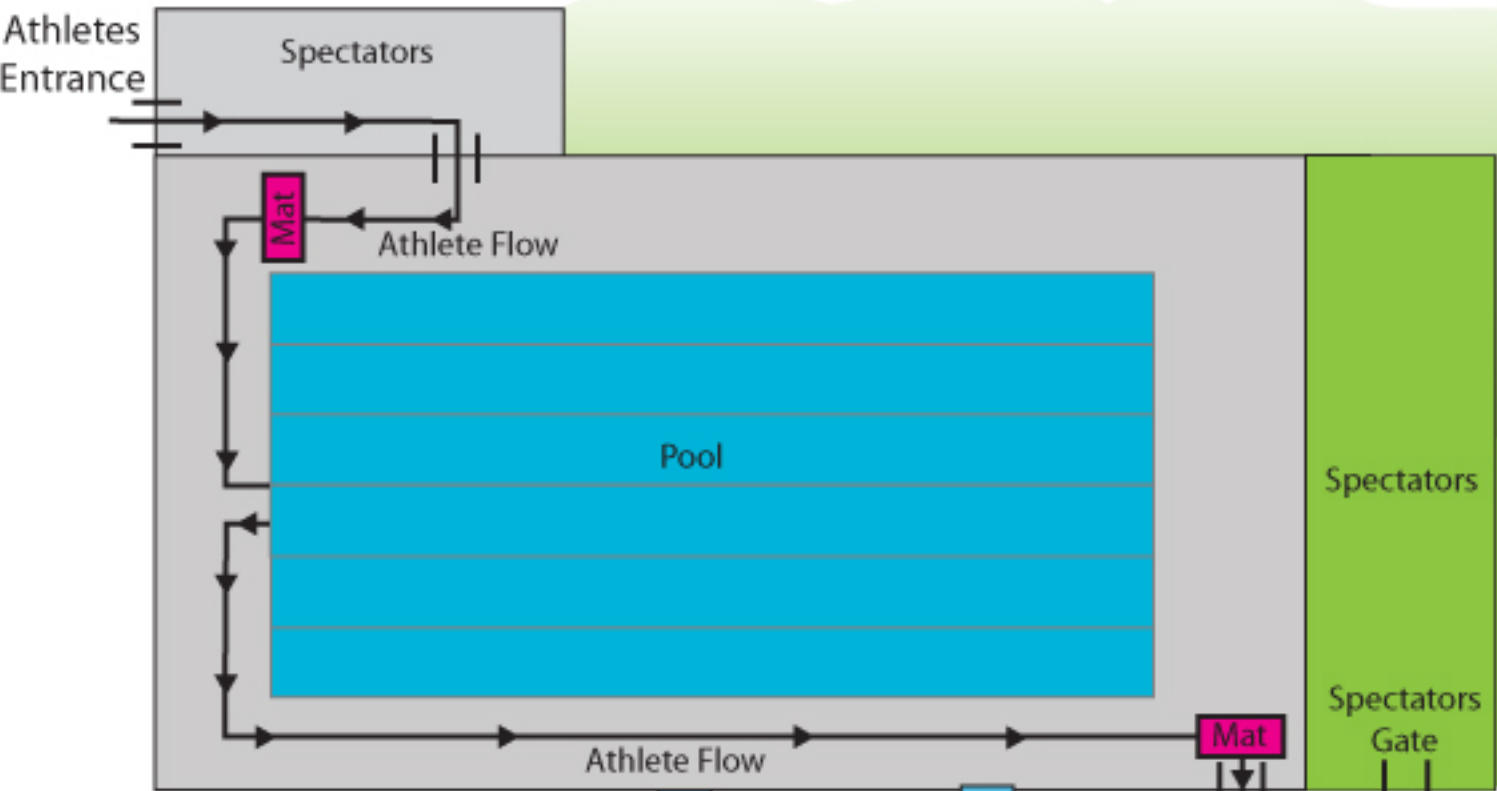 Athletes
Entrance
Spectators
Mat
Athlete Flow
Pool
Spectators
Spectators
Gate
Mat
Athlete Flow